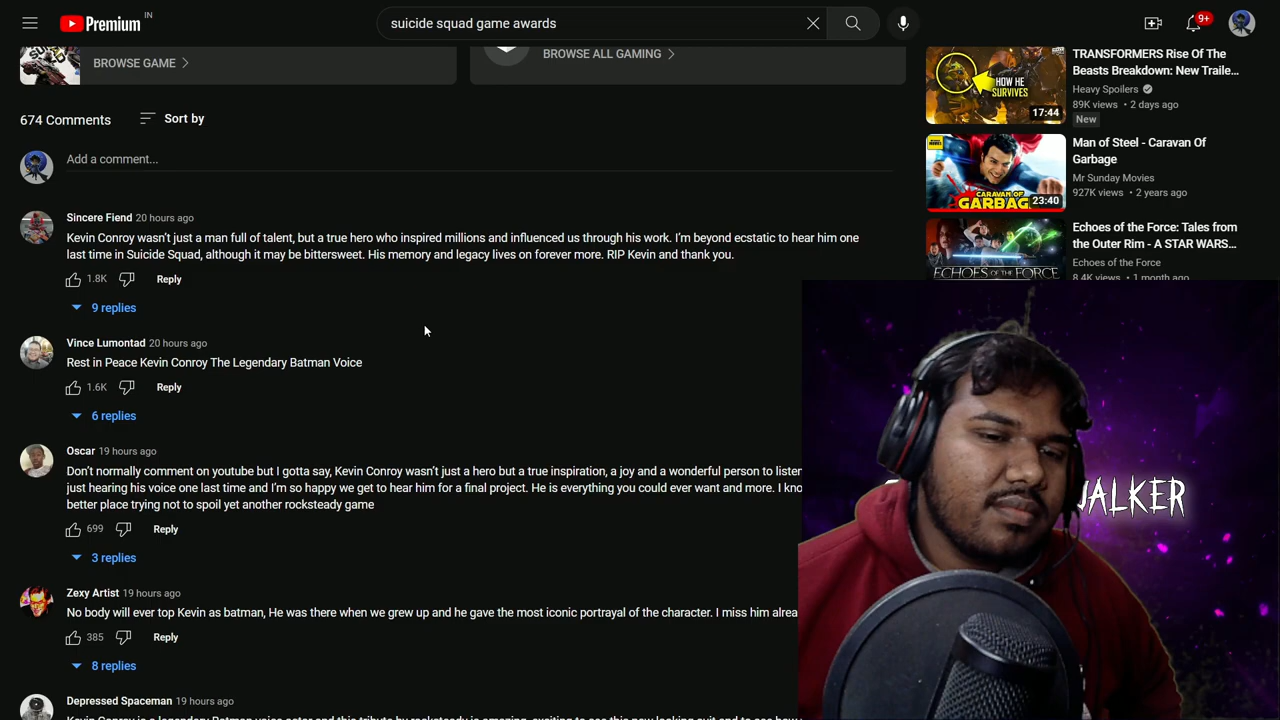 Premium IN
suicide squad game awards
9+
BROWSE GAME
BROWSE ALL GAMING
674 Comments
Sort by
Add a comment...
Sincere Fiend 20 hours ago
Kevin Conroy wasn't just a man full of talent, but a true hero who inspired millions and influenced us through his work. I'm beyond ecstatic to hear him one
last time in Suicide Squad, although it may be bittersweet. His memory and legacy lives on forever more. RIP Kevin and thank you.
1.8K Reply
9 replies
Vince Lumontad 20 hours ago
Rest in Peace Kevin Conroy The Legendary Batman Voice
1.6K Reply
6 replies
Oscar 19 hours ago
Don't normally comment on youtube but I gotta say, Kevin Conroy wasn't just a hero but a true inspiration, a joy and a wonderful person to listen
just hearing his voice one last time and I'm so happy we get to hear him for a final project. He is everything you could ever want and more. I kno
better place trying not to spoil yet another rocksteady game
699 Reply
3 replies
Zexy Artist 19 hours ago
No body will ever top Kevin as batman, He was there when we grew up and he gave the most iconic portrayal of the character. I miss him alrea
385 Reply
8 replies
Depressed Spaceman 19 hours ago
HOW HE
SURVIVES
17:44
TRANSFORMERS Rise Of The
Beasts Breakdown: New Traile...
Heavy Spoilers
89K views • 2 days ago
New
CARAVAN OF
GARBAG
23:40
Man of Steel - Caravan Of
Garbage
Mr Sunday Movies
927K views • 2 years ago
ECHOES OF THE FORCE
Echoes of the Force: Tales from
the Outer Rim - A STAR WARS...
Echoes of the Force
8.4K views • 1 month ago
WALKER